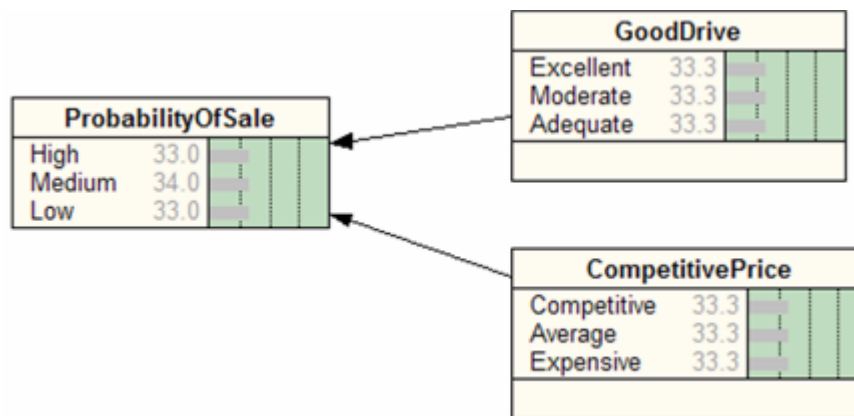 ProbabilityOfSale
High 33.0
Medium 34.0
Low 33.0
GoodDrive
Excellent 33.3
Moderate 33.3
Adequate 33.3
CompetitivePrice
Competitive 33.3
Average 33.3
Expensive 33.3